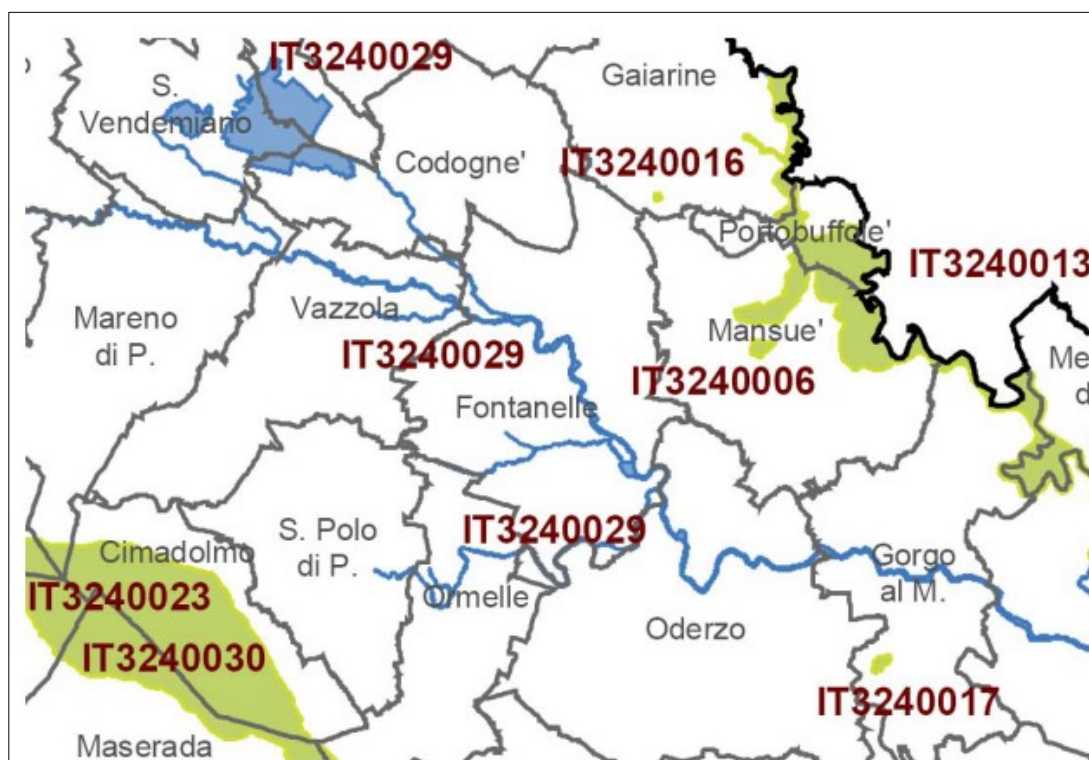 IT3240029
Gaiarine
S.
Vendemiano
Codogne'
IT3240016
Portobuffole'
IT3240013
Vazzola
Mareno
di P.
Mansue'
IT3240029
IT3240006
Fontanelle
S. Polo
di P.
IT3240029
Cimadolmo
Gorgo
al M.
IT3240023
Ormelle
Oderzo
IT3240030
IT3240017
Maserada